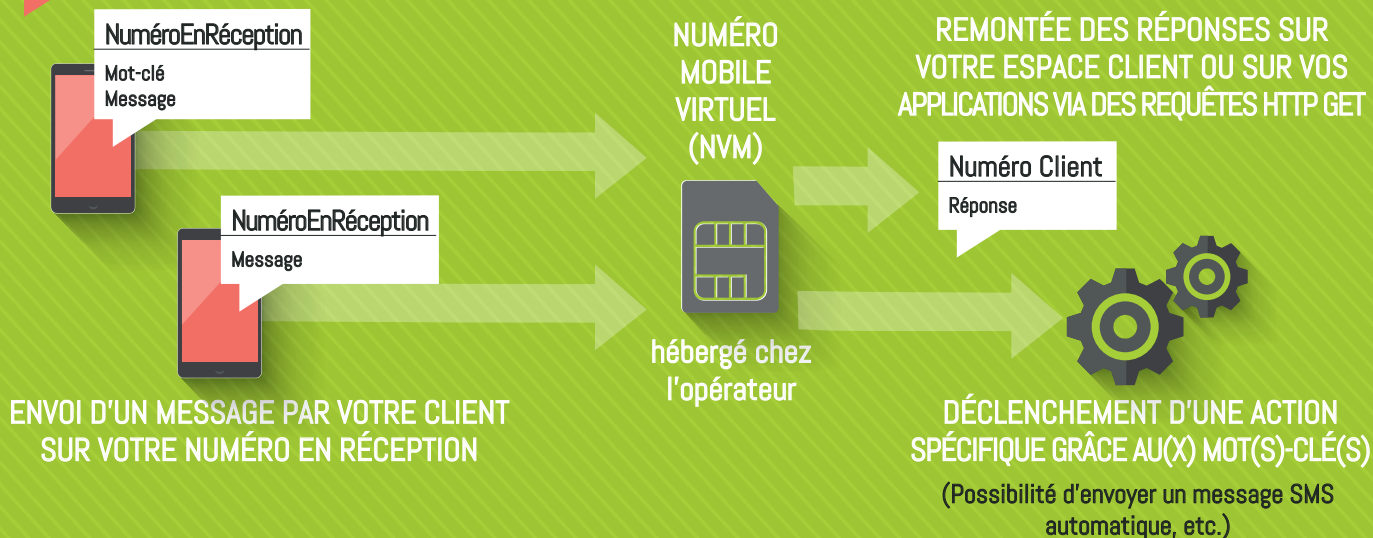 NuméroEnRéception
Mot-clé
Message
NuméroEnRéception
Message
ENVOI D'UN MESSAGE PAR VOTRE CLIENT
SUR VOTRE NUMÉRO EN RÉCEPTION
NUMÉRO
MOBILE
VIRTUEL
(NVM)
hébergé chez
l'opérateur
REMONTÉE DES RÉPONSES SUR
VOTRE ESPACE CLIENT OU SUR VOS
APPLICATIONS VIA DES REQUÊTES HTTP GET
Numéro Client
Réponse
DÉCLENCHEMENT D'UNE ACTION
SPÉCIFIQUE GRÂCE AU(X) MOT(S)-CLÉ(S)
(Possibilité d'envoyer un message SMS
automatique, etc.)